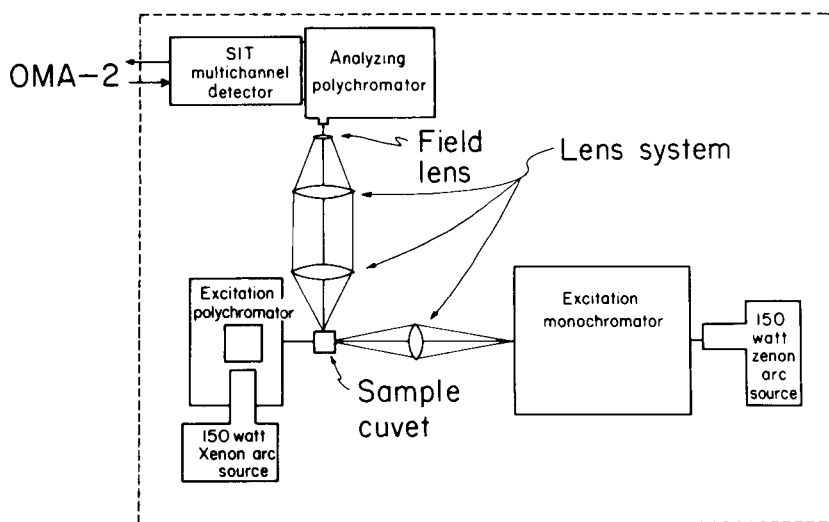 OMA-2
SIT
multichannel
detector
Analyzing
polychromator
Field
lens
Lens system
Excitation
polychromator
Excitation
monochromator
150
watt
zenon
arc
source
Sample
cuvet
150 watt
Xenon arc
source